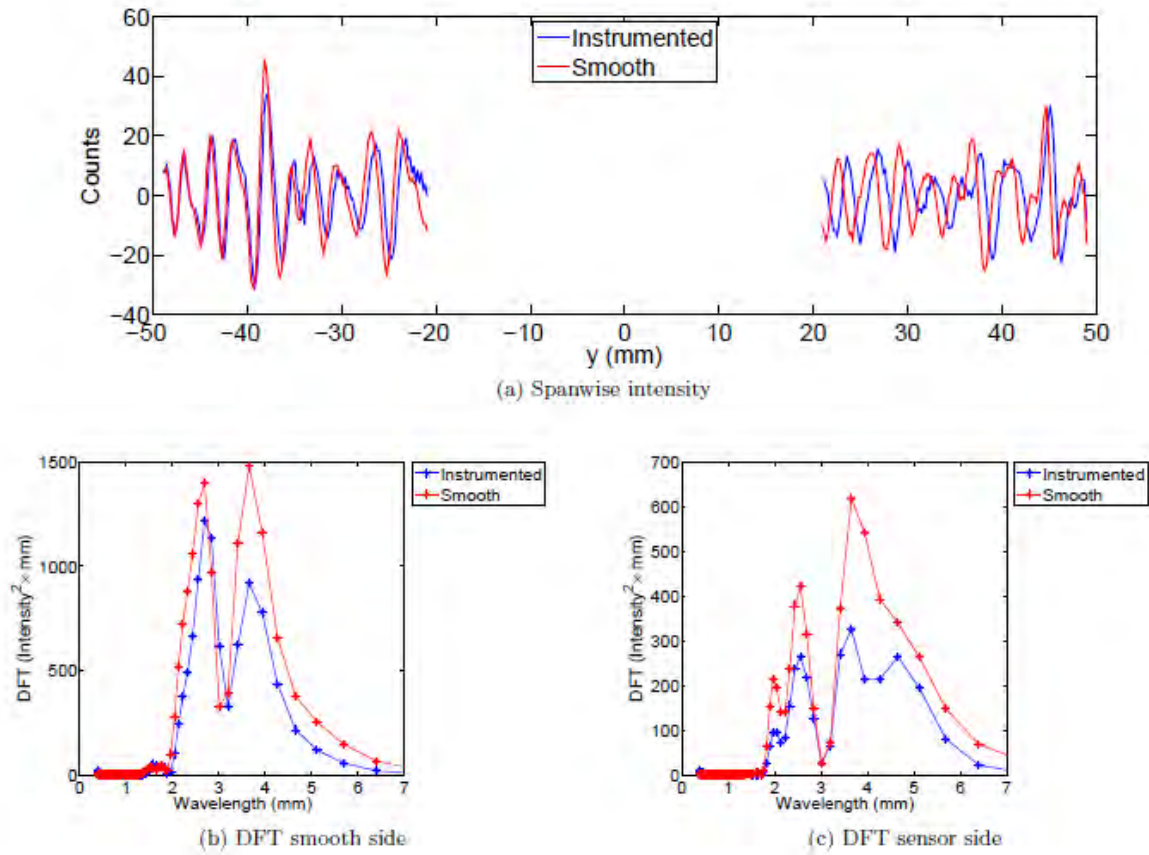 60
Instrumented
Smooth
40
20
0
−20
−40
Counts
−50 −40 −30 −20 −10 0 10 20 30 40 50
y (mm)
(a) Spanwise intensity
1500
1000
500
0
DFT (Intensity²× mm)
0 1 2 3 4 5 6 7
Wavelength (mm)
Instrumented
Smooth
(b) DFT smooth side
700
600
500
400
300
200
100
0
DFT (Intensity²× mm)
0 1 2 3 4 5 6 7
Wavelength (mm)
Instrumented
Smooth
(c) DFT sensor side